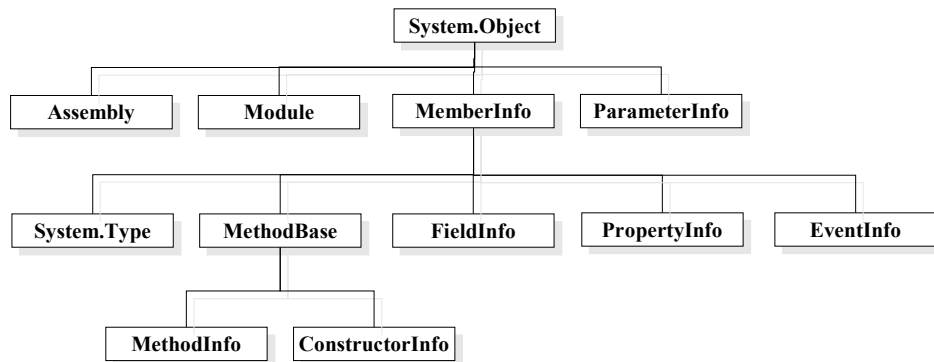 System.Object
Assembly
Module
MemberInfo
ParameterInfo
System.Type
MethodBase
FieldInfo
PropertyInfo
EventInfo
MethodInfo
ConstructorInfo